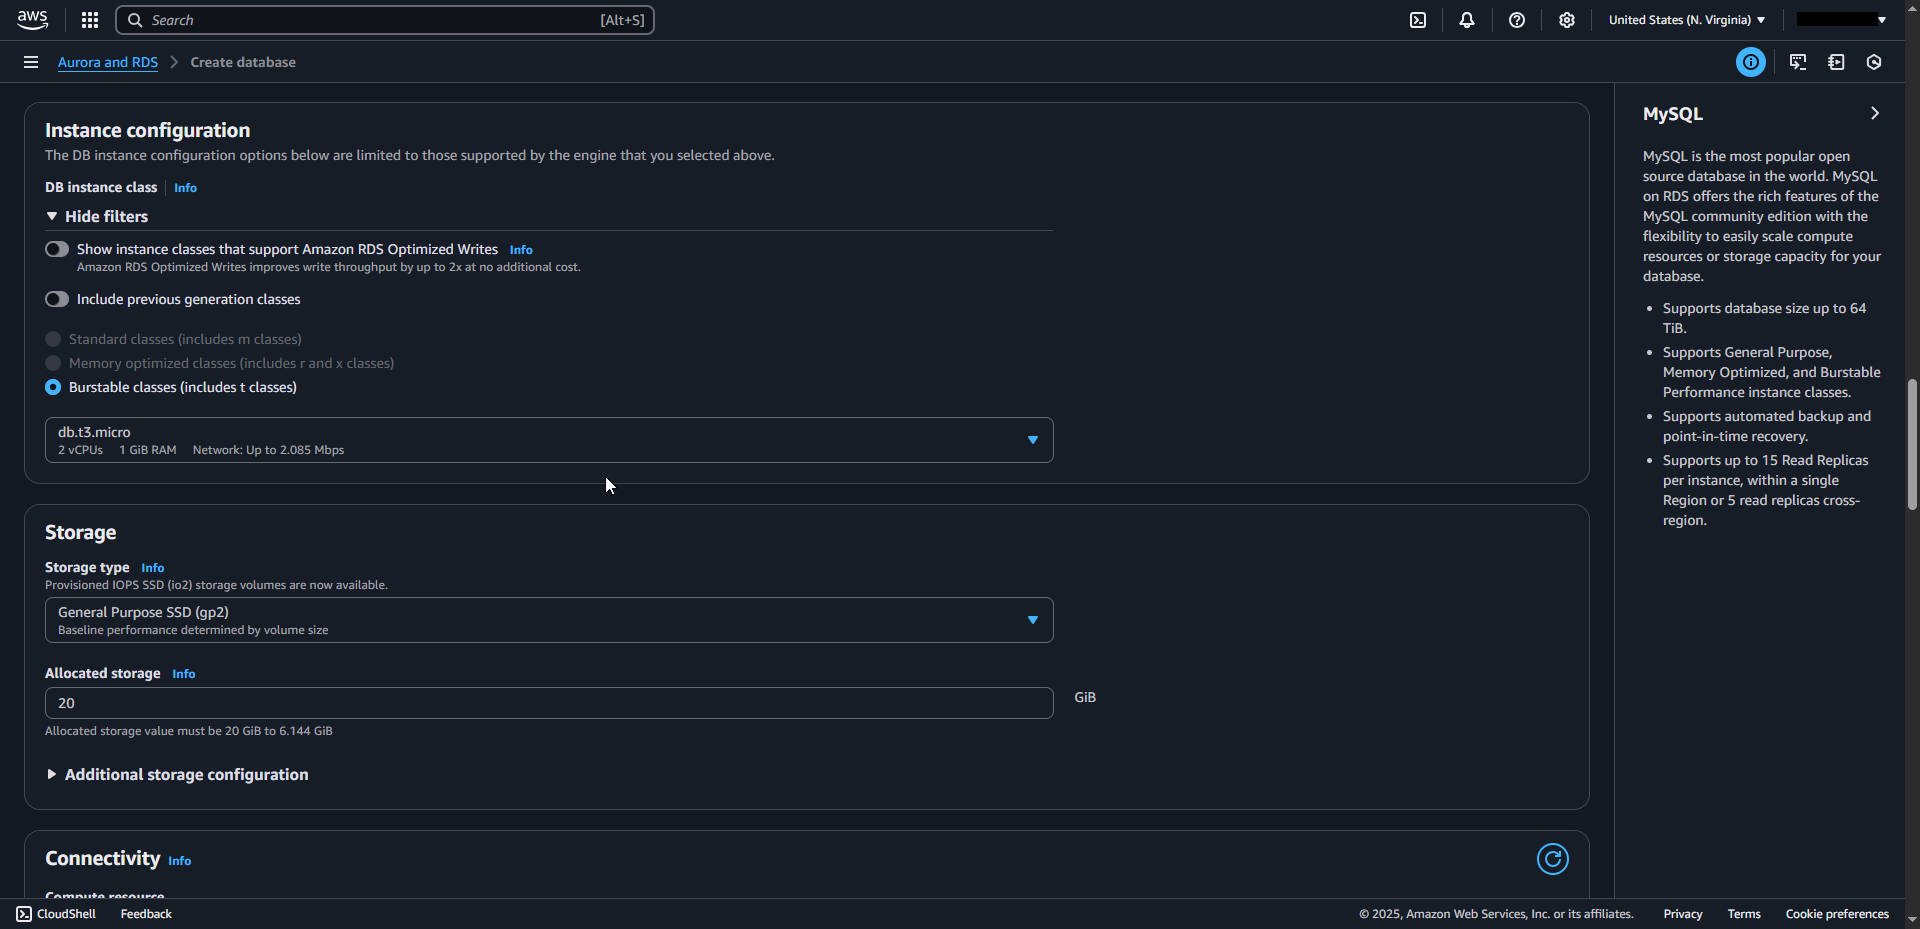 aws
Search [Alt+S]
United States (N. Virginia)
Aurora and RDS
Create database
Instance configuration
The DB instance configuration options below are limited to those supported by the engine that you selected above.
DB instance class Info
Hide filters
Show instance classes that support Amazon RDS Optimized Writes Info
Amazon RDS Optimized Writes improves write throughput by up to 2x at no additional cost.
Include previous generation classes
Standard classes (includes m classes)
Memory optimized classes (includes r and x classes)
Burstable classes (includes t classes)
db.t3.micro
2 vCPUs 1 GiB RAM Network: Up to 2.085 Mbps
Storage
Storage type Info
Provisioned IOPS SSD (io2) storage volumes are now available.
General Purpose SSD (gp2)
Baseline performance determined by volume size
Allocated storage Info
20
GiB
Allocated storage value must be 20 GiB to 6.144 GiB
Additional storage configuration
Connectivity Info
Compute resource
MySQL
MySQL is the most popular open
source database in the world. MySQL
on RDS offers the rich features of the
MySQL community edition with the
flexibility to easily scale compute
resources or storage capacity for your
database.
• Supports database size up to 64
TiB.
• Supports General Purpose,
Memory Optimized, and Burstable
Performance instance classes.
• Supports automated backup and
point-in-time recovery.
• Supports up to 15 Read Replicas
per instance, within a single
Region or 5 read replicas cross-
region.
CloudShell
Feedback
© 2025, Amazon Web Services, Inc. or its affiliates.
Privacy
Terms
Cookie preferences